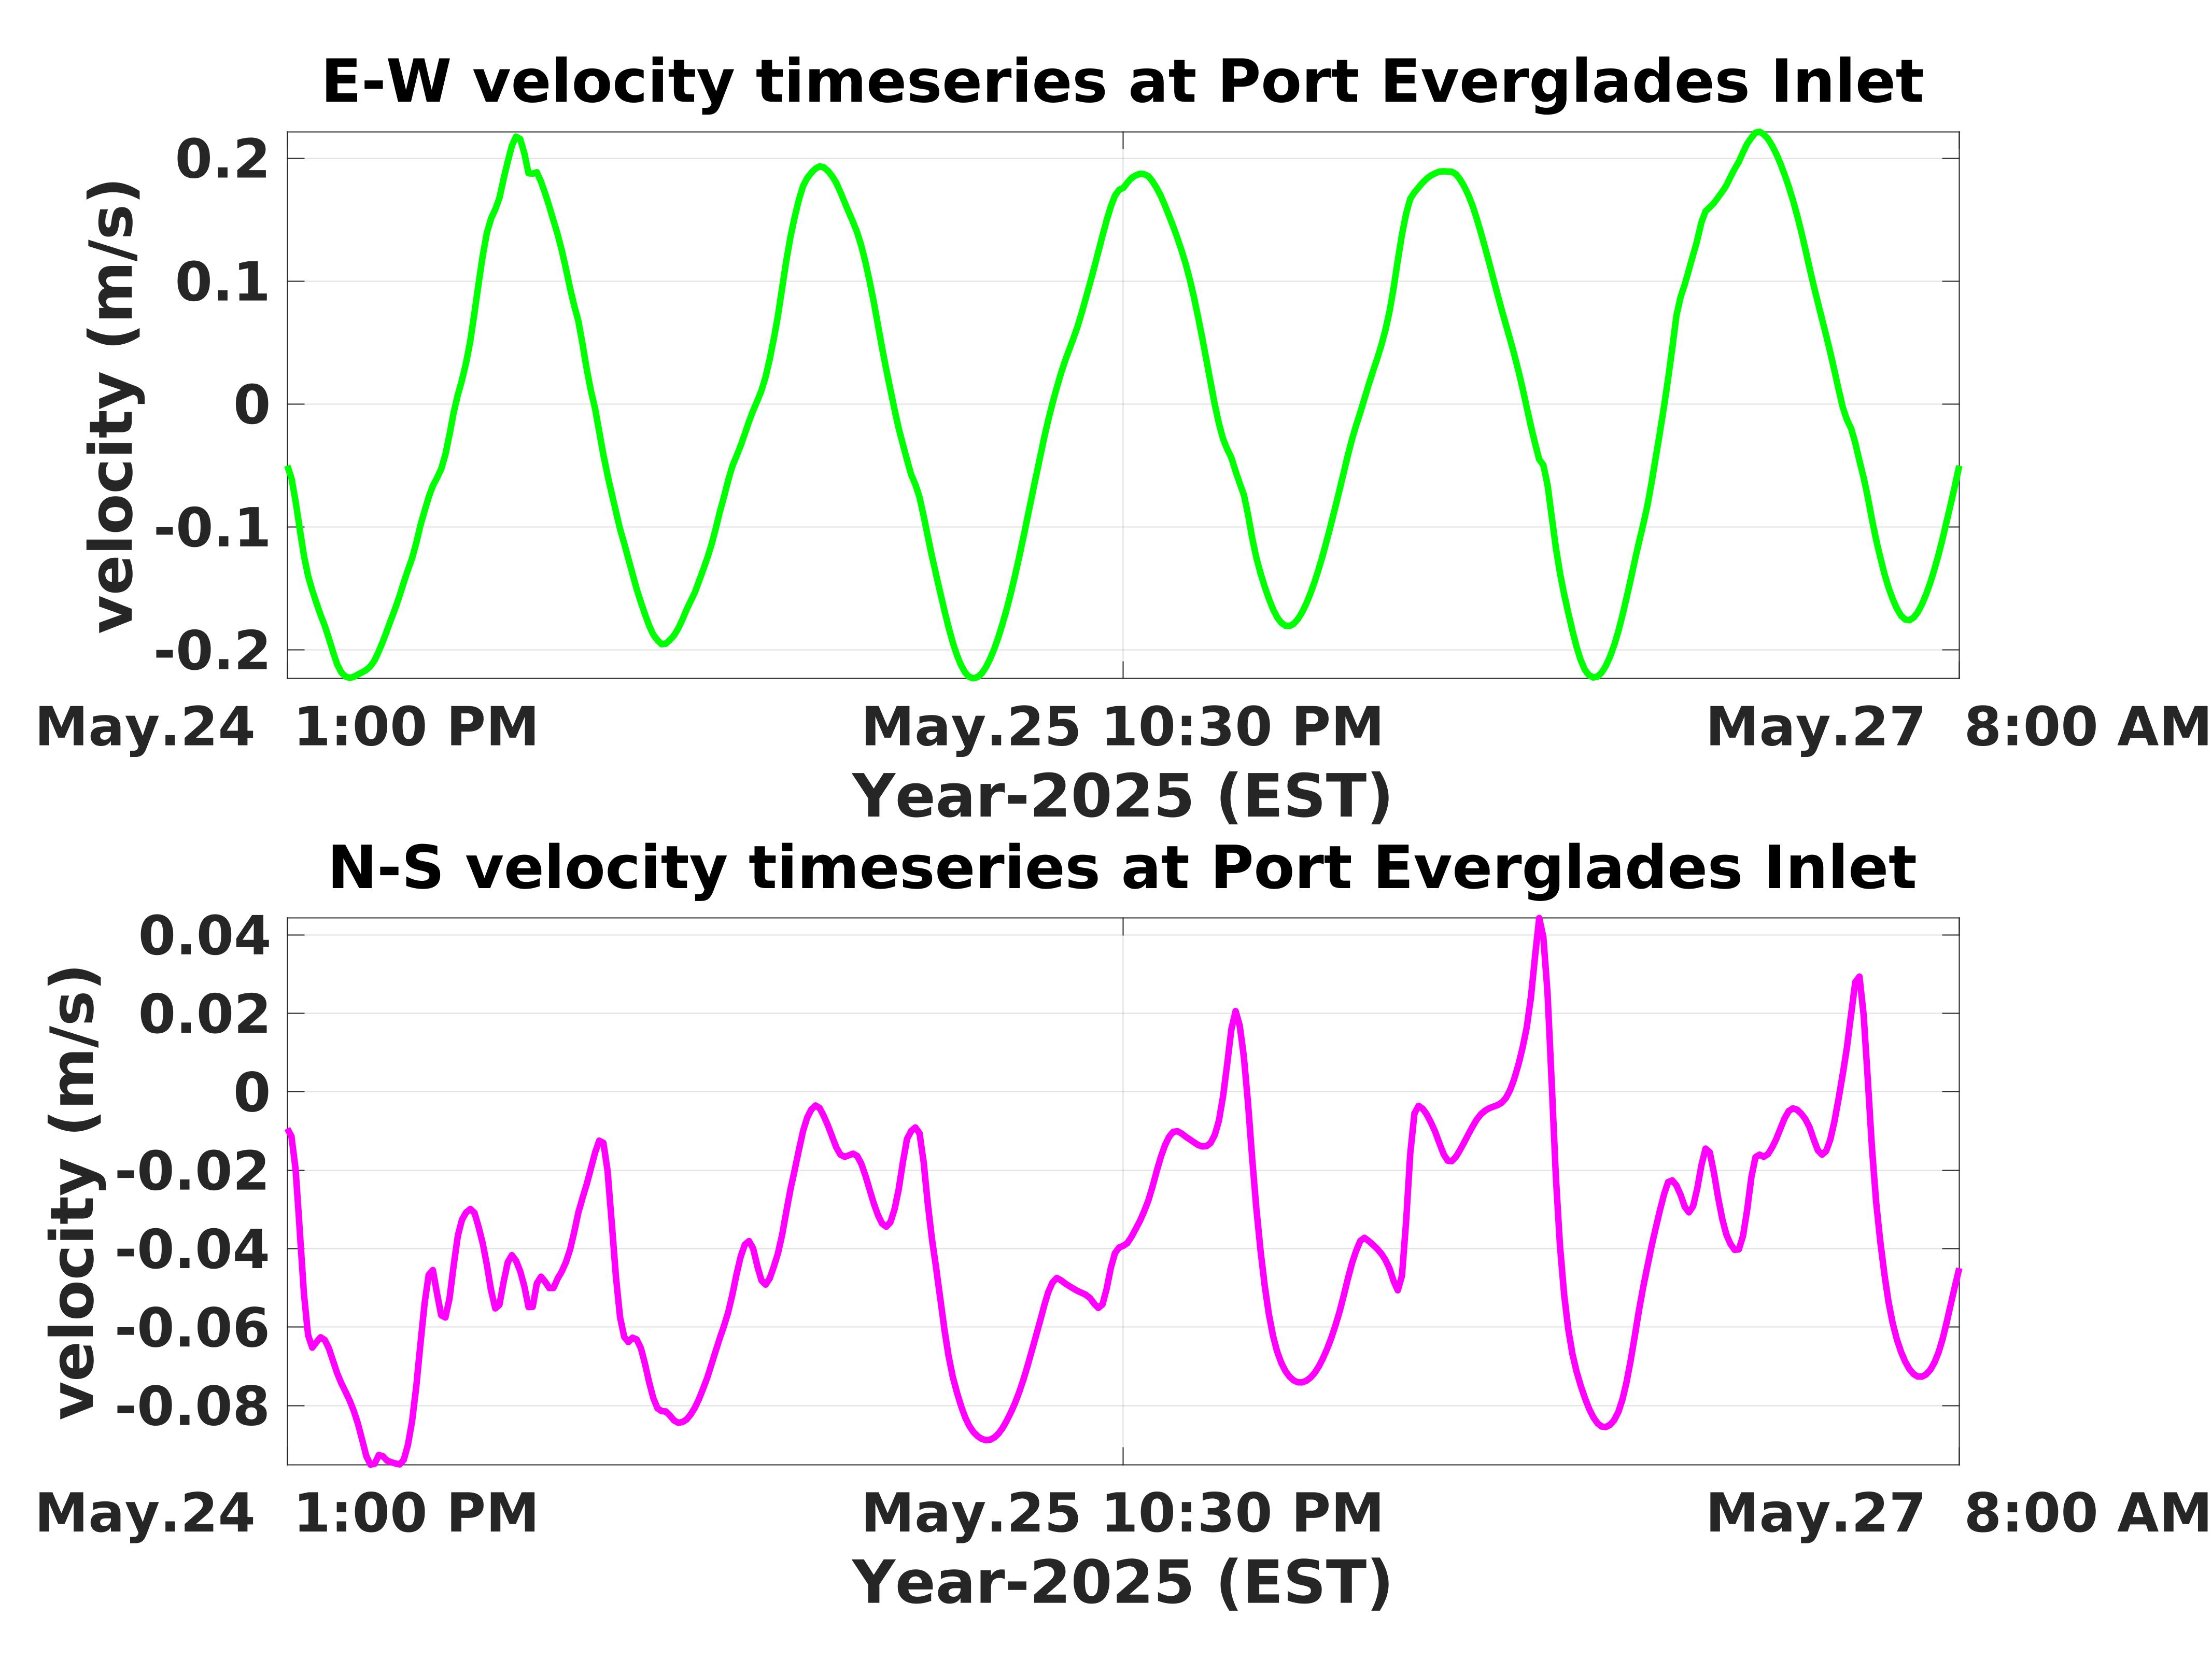 E-W velocity timeseries at Port Everglades Inlet
velocity (m/s)
0.2
0.1
0
-0.1
-0.2
May.24 1:00 PM May.25 10:30 PM May.27 8:00 AM
Year-2025 (EST)
N-S velocity timeseries at Port Everglades Inlet
velocity (m/s)
0.04
0.02
0
-0.02
-0.04
-0.06
-0.08
May.24 1:00 PM May.25 10:30 PM May.27 8:00 AM
Year-2025 (EST)